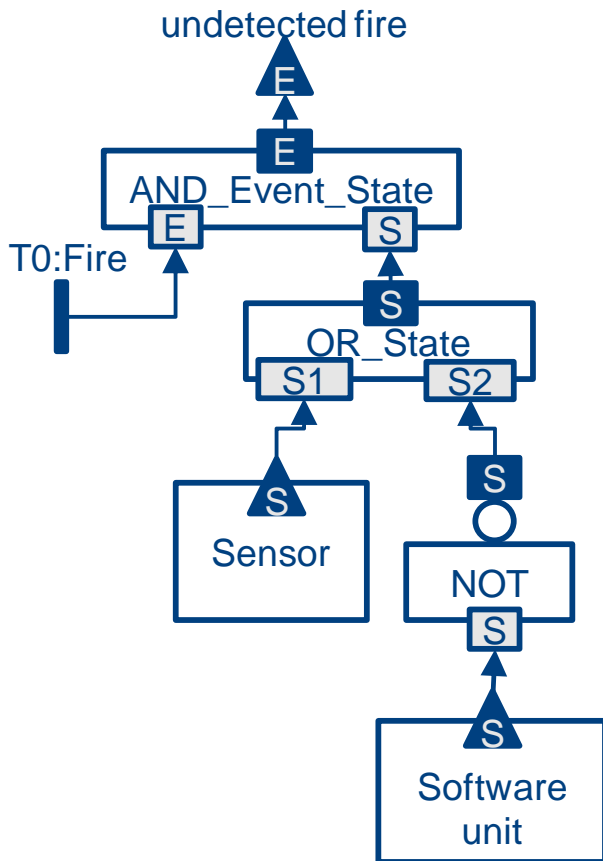 undetected fire
E
E
AND_Event_State
E
S
T0:Fire
S
OR_State
S1
S2
S
S
Sensor
NOT
S
S
Software
unit